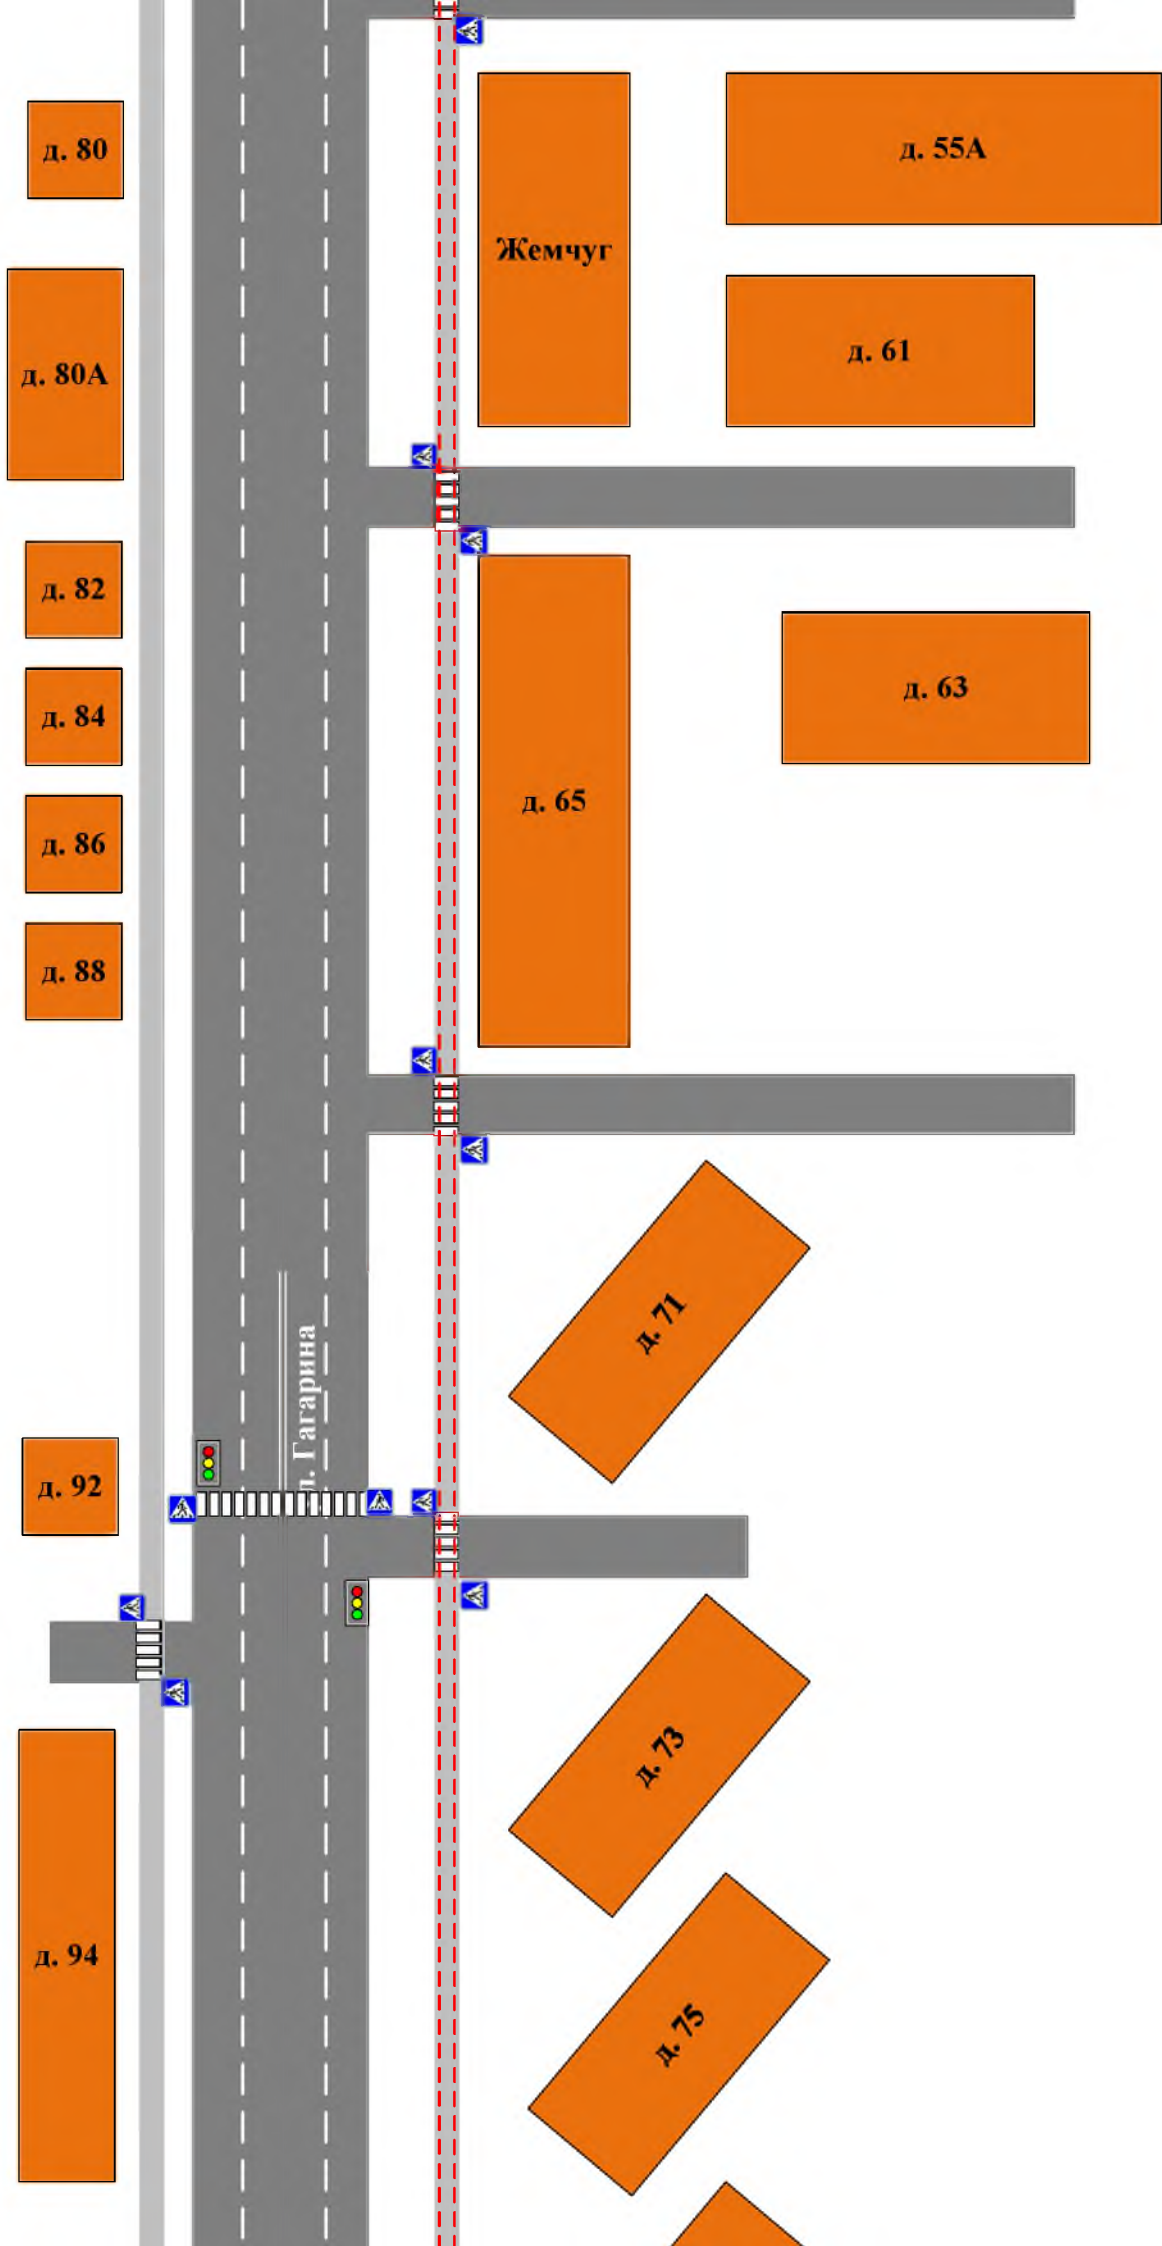 д. 80
д. 55А
Жемчуг
д. 61
д. 80А
д. 82
д. 63
д. 84
д. 65
д. 86
д. 88
д. 71
л. Гагарина
д. 92
д. 73
д. 94
д. 75